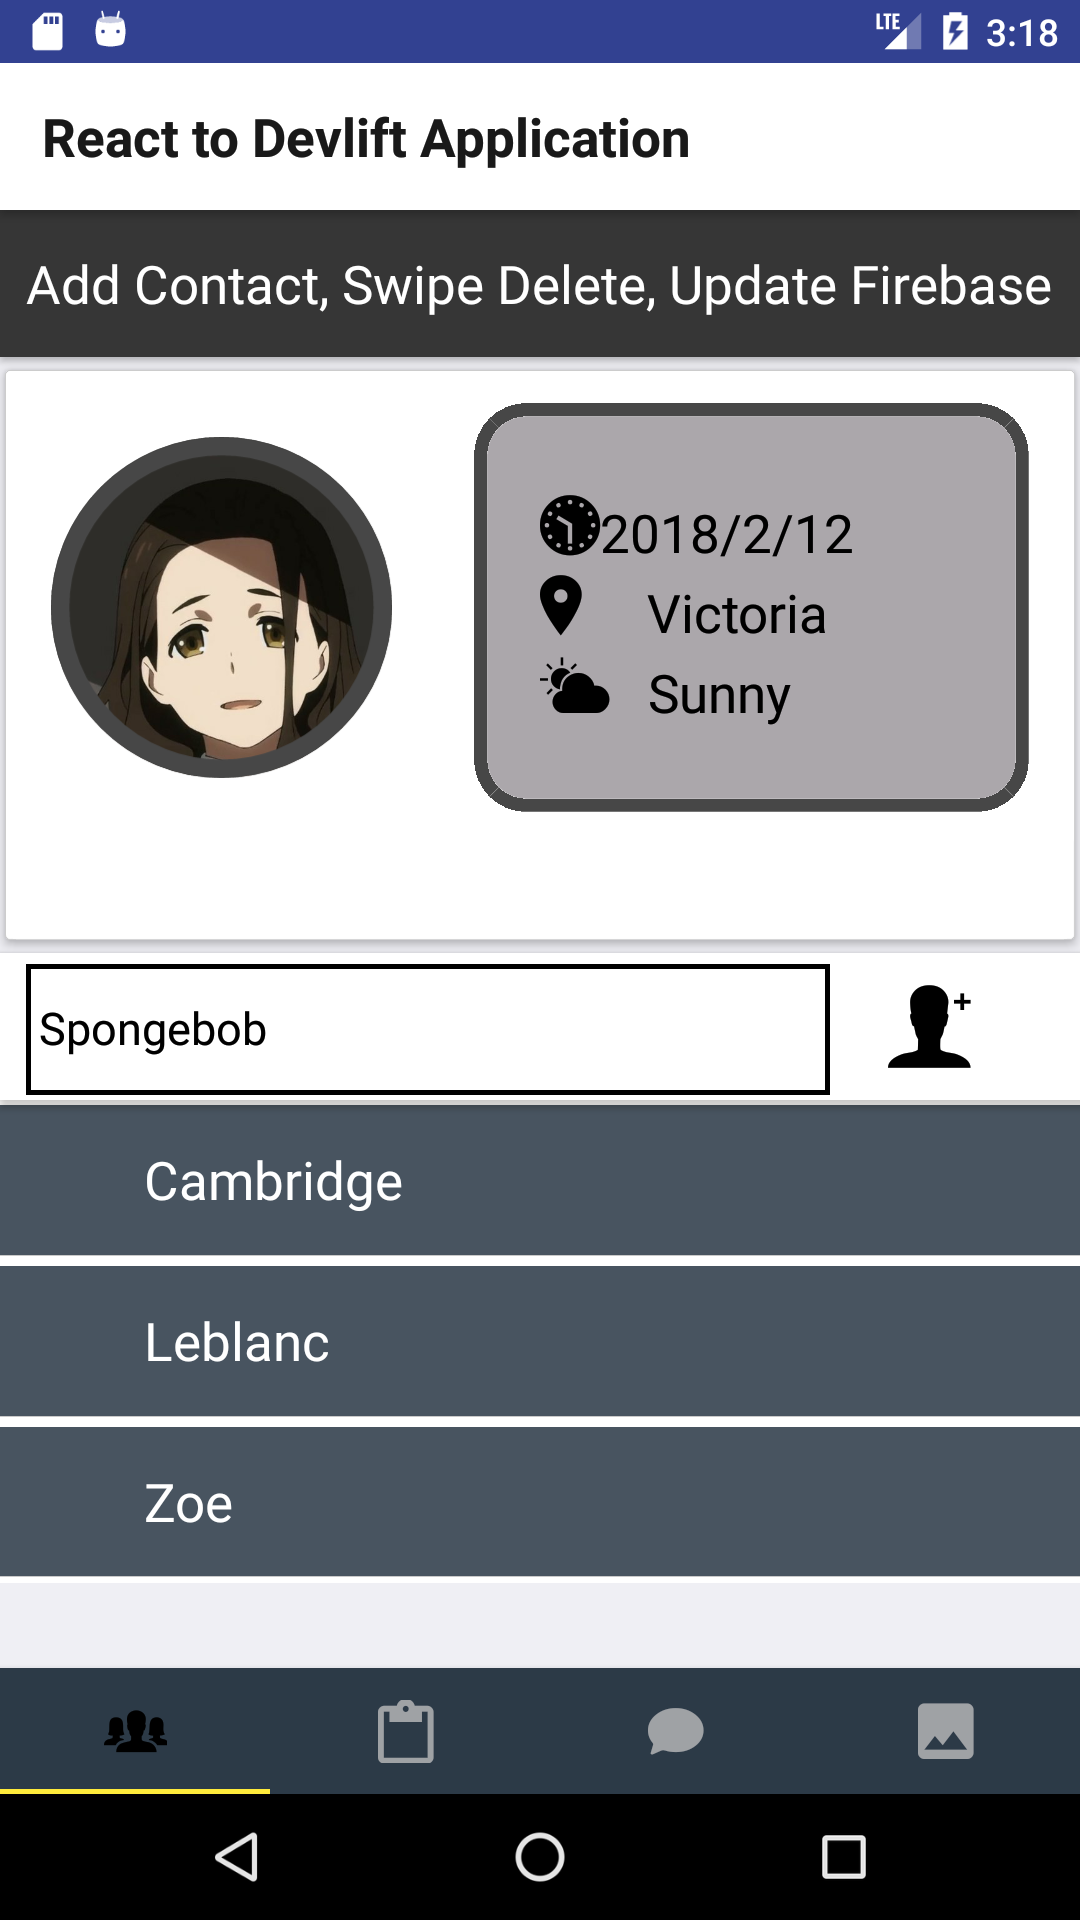 LTE 3:18
React to Devlift Application
Add Contact, Swipe Delete, Update Firebase
2018/2/12
Victoria
Sunny
Spongebob
Cambridge
Leblanc
Zoe